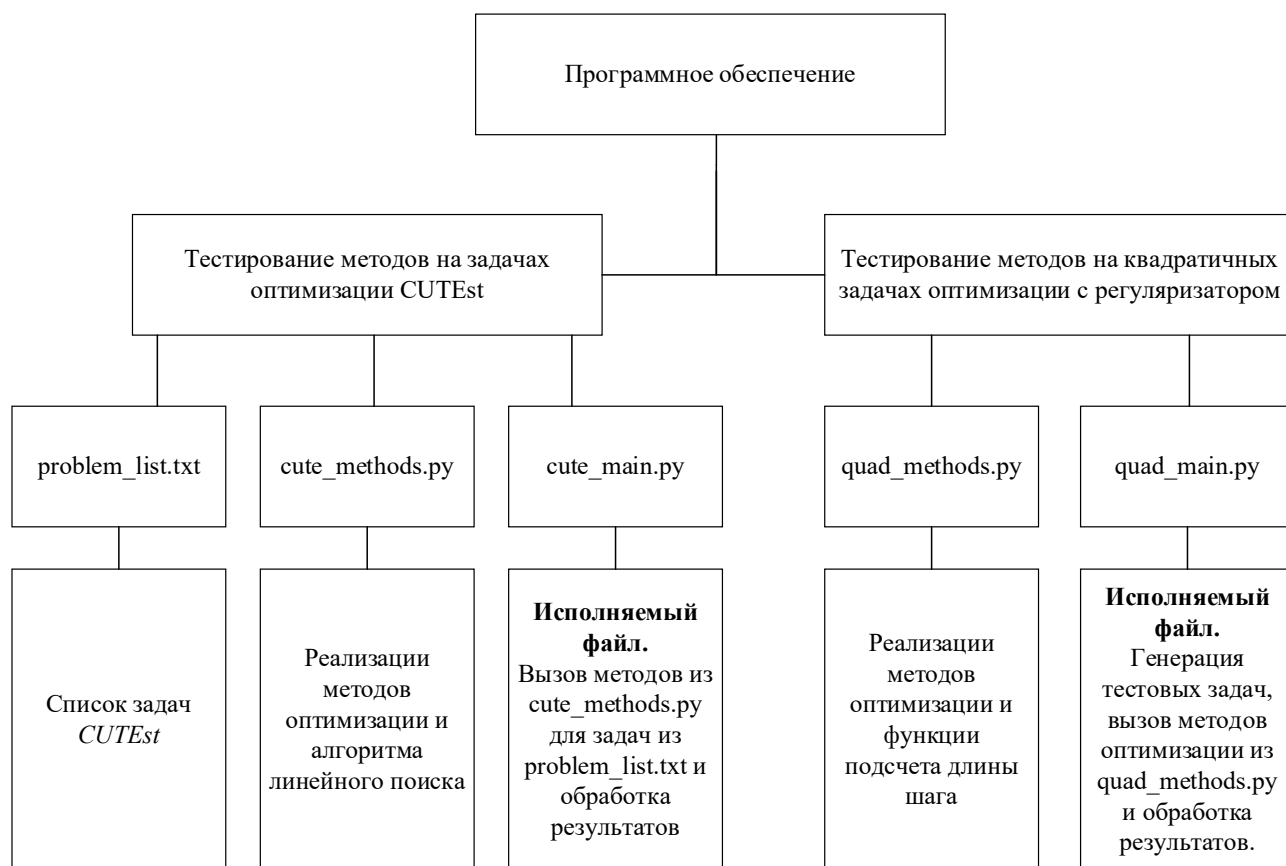 Программное обеспечение
Тестирование методов на задачах
оптимизации CUTEst
Тестирование методов на квадратичных
задачах оптимизации с регуляризатором
problem_list.txt
cute_methods.py
cute_main.py
quad_methods.py
quad_main.py
Список задач
CUTEst
Реализации
методов
оптимизации и
алгоритма
линейного поиска
Исполняемый
файл.
Вызов методов из
cute_methods.py
для задач из
problem_list.txt и
обработка
результатов
Реализации
методов
оптимизации и
функции
подсчета длины
шага
Исполняемый
файл.
Генерация
тестовых задач,
вызов методов
оптимизации из
quad_methods.py
и обработка
результатов.